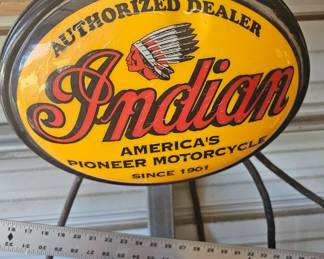 AUTHORIZED DEALER
Indian
AMERICA'S
PIONEER MOTORCYCLE
SINCE 1901